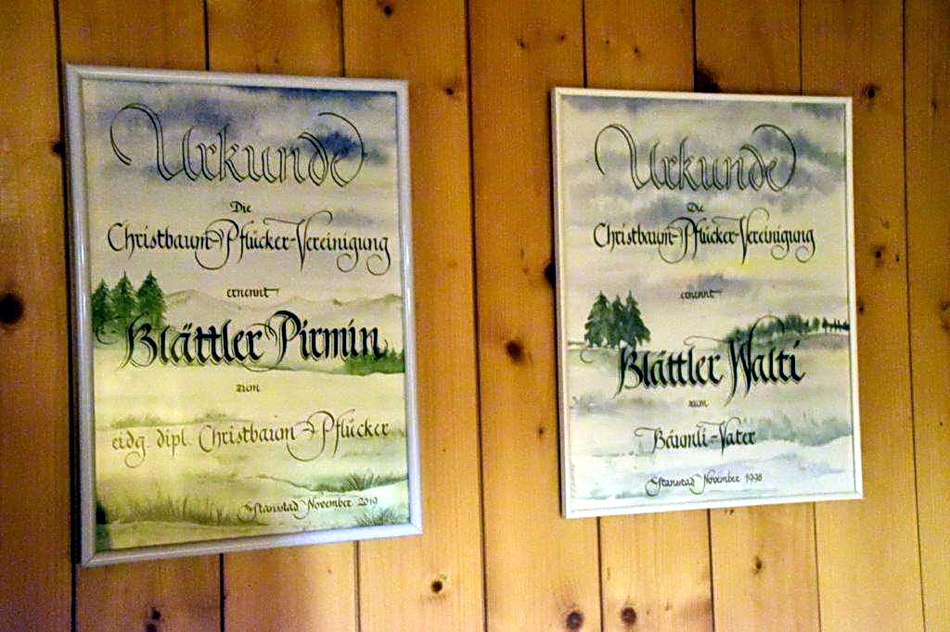 Urkunde
Die
Christbaum-Pflücker-Vereinigung
ernennt
Blättler Pirmin
zum
eidg. dipl. Christbaum-Pflücker
Stansstad November 2019
Urkunde
Die
Christbaum-Pflücker-Vereinigung
ernennt
Blättler Walti
zum
Bäumli-Vater
Stansstad November 1998